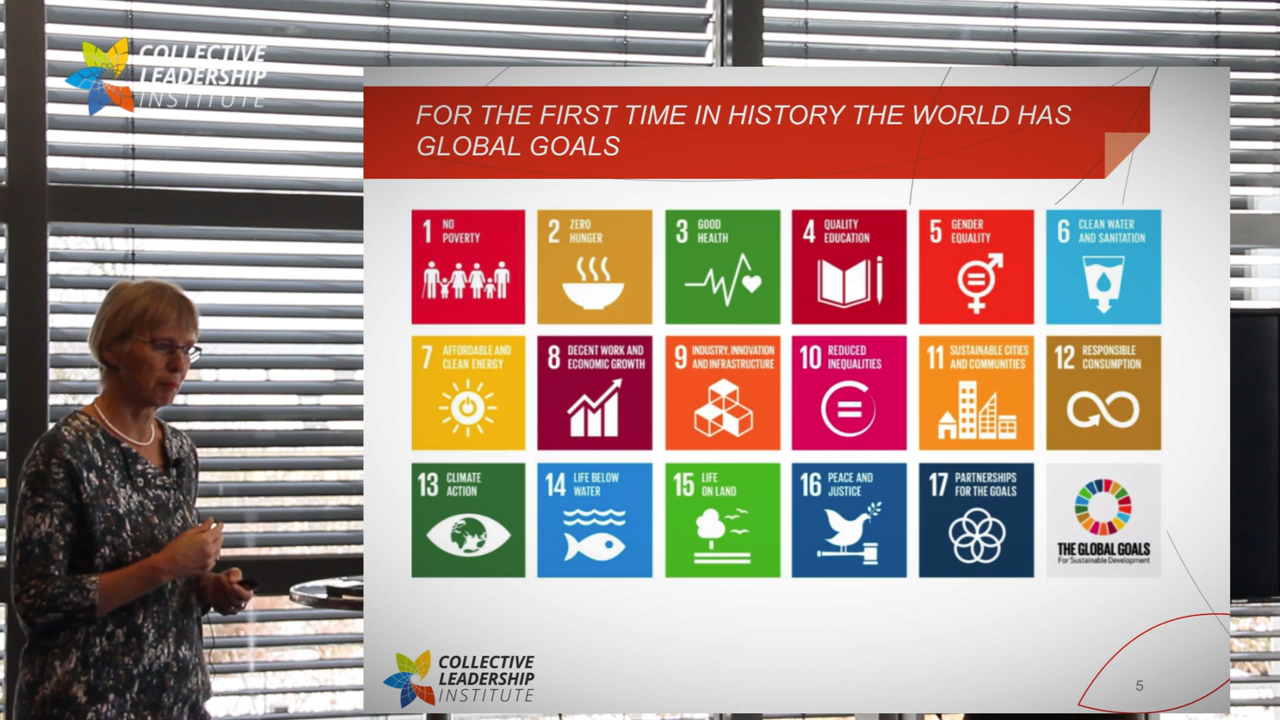 COLLECTIVE
LEADERSHIP
INSTITUTE
FOR THE FIRST TIME IN HISTORY THE WORLD HAS
GLOBAL GOALS
1 NO
POVERTY
2 ZERO
HUNGER
3 GOOD
HEALTH
4 QUALITY
EDUCATION
5 GENDER
EQUALITY
6 CLEAN WATER
AND SANITATION
7 AFFORDABLE AND
CLEAN ENERGY
8 DECENT WORK AND
ECONOMIC GROWTH
9 INDUSTRY, INNOVATION
AND INFRASTRUCTURE
10 REDUCED
INEQUALITIES
11 SUSTAINABLE CITIES
AND COMMUNITIES
12 RESPONSIBLE
CONSUMPTION
13 CLIMATE
ACTION
14 LIFE BELOW
WATER
15 LIFE
ON LAND
16 PEACE AND
JUSTICE
17 PARTNERSHIPS
FOR THE GOALS
THE GLOBAL GOALS
For Sustainable Development
COLLECTIVE
LEADERSHIP
INSTITUTE
5